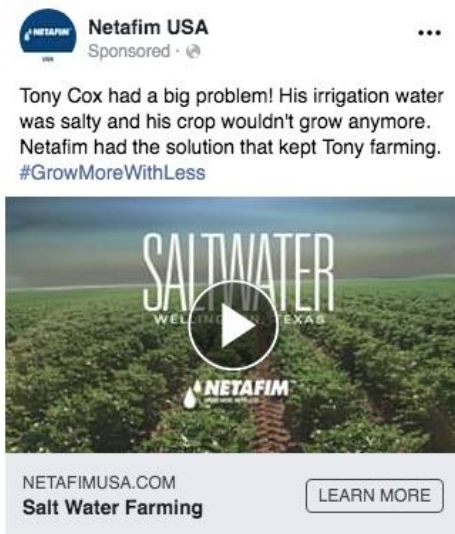 NETAFIM
USA
Netafim USA
Sponsored ·
Tony Cox had a big problem! His irrigation water
was salty and his crop wouldn't grow anymore.
Netafim had the solution that kept Tony farming.
#GrowMoreWithLess
SALTWATER
TEXAS
NETAFIM
NETAFIMUSA.COM
Salt Water Farming
LEARN MORE